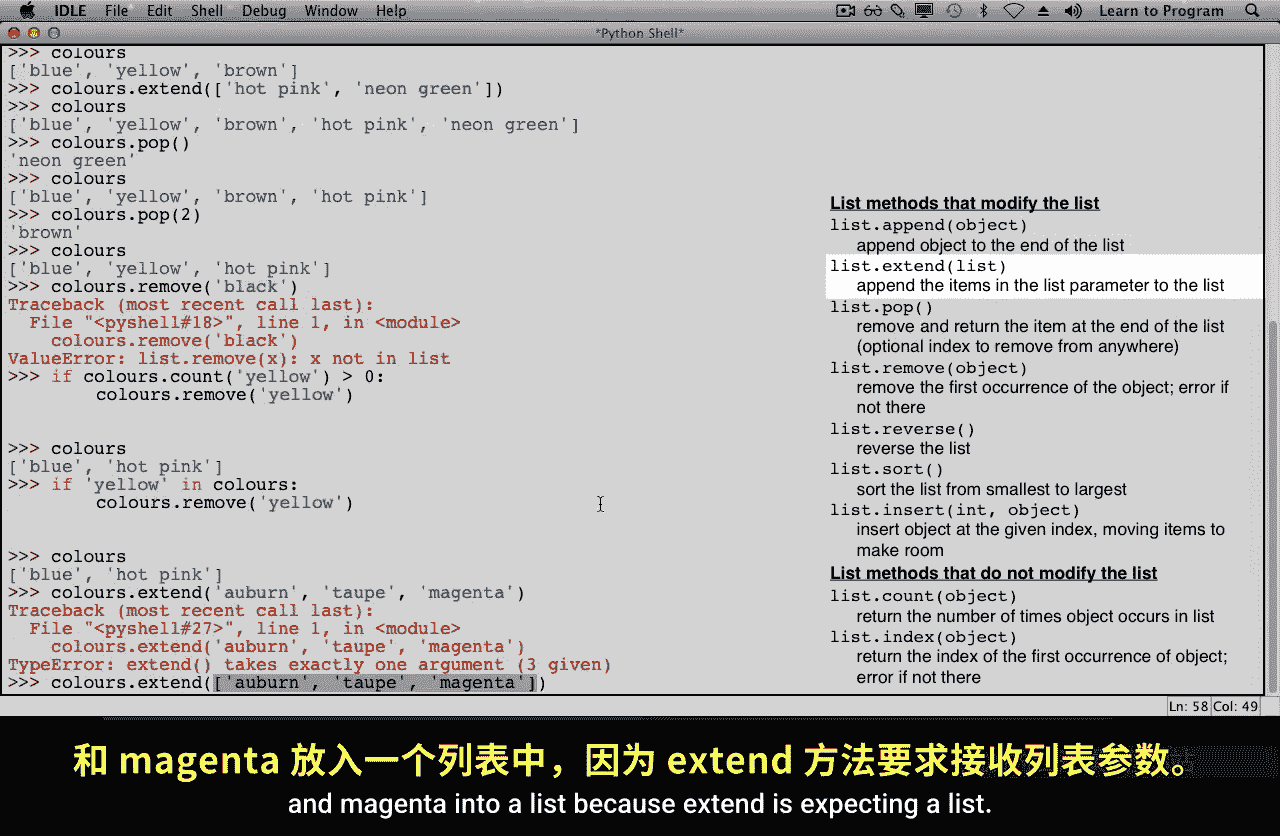 IDLE File Edit Shell Debug Window Help Learn to Program
*Python Shell*
>>> colours
['blue', 'yellow', 'brown']
>>> colours.extend(['hot pink', 'neon green'])
>>> colours
['blue', 'yellow', 'brown', 'hot pink', 'neon green']
>>> colours.pop()
'neon green'
>>> colours
['blue', 'yellow', 'brown', 'hot pink']
>>> colours.pop(2)
'brown'
>>> colours
['blue', 'yellow', 'hot pink']
>>> colours.remove('black')
Traceback (most recent call last):
  File "<pyshell#18>", line 1, in <module>
    colours.remove('black')
ValueError: list.remove(x): x not in list
>>> if colours.count('yellow') > 0:
        colours.remove('yellow')
>>> colours
['blue', 'hot pink']
>>> if 'yellow' in colours:
        colours.remove('yellow')
>>> colours
['blue', 'hot pink']
>>> colours.extend('auburn', 'taupe', 'magenta')
Traceback (most recent call last):
  File "<pyshell#27>", line 1, in <module>
    colours.extend('auburn', 'taupe', 'magenta')
TypeError: extend() takes exactly one argument (3 given)
>>> colours.extend(['auburn', 'taupe', 'magenta'])
List methods that modify the list
list.append(object)
append object to the end of the list
list.extend(list)
append the items in the list parameter to the list
list.pop()
remove and return the item at the end of the list
(optional index to remove from anywhere)
list.remove(object)
remove the first occurrence of the object; error if
not there
list.reverse()
reverse the list
list.sort()
sort the list from smallest to largest
list.insert(int, object)
insert object at the given index, moving items to
make room
List methods that do not modify the list
list.count(object)
return the number of times object occurs in list
list.index(object)
return the index of the first occurrence of object;
error if not there
Ln: 58 Col: 49
和 magenta 放入一个列表中，因为 extend 方法要求接收列表参数。
and magenta into a list because extend is expecting a list.